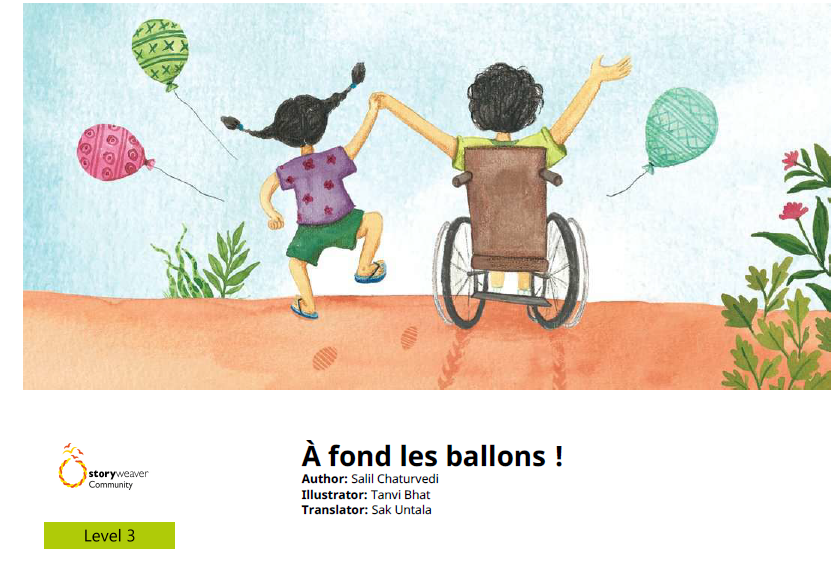 À fond les ballons !
Author: Salil Chaturvedi
Illustrator: Tanvi Bhat
Translator: Sak Untala
storyweaver
Community
Level 3